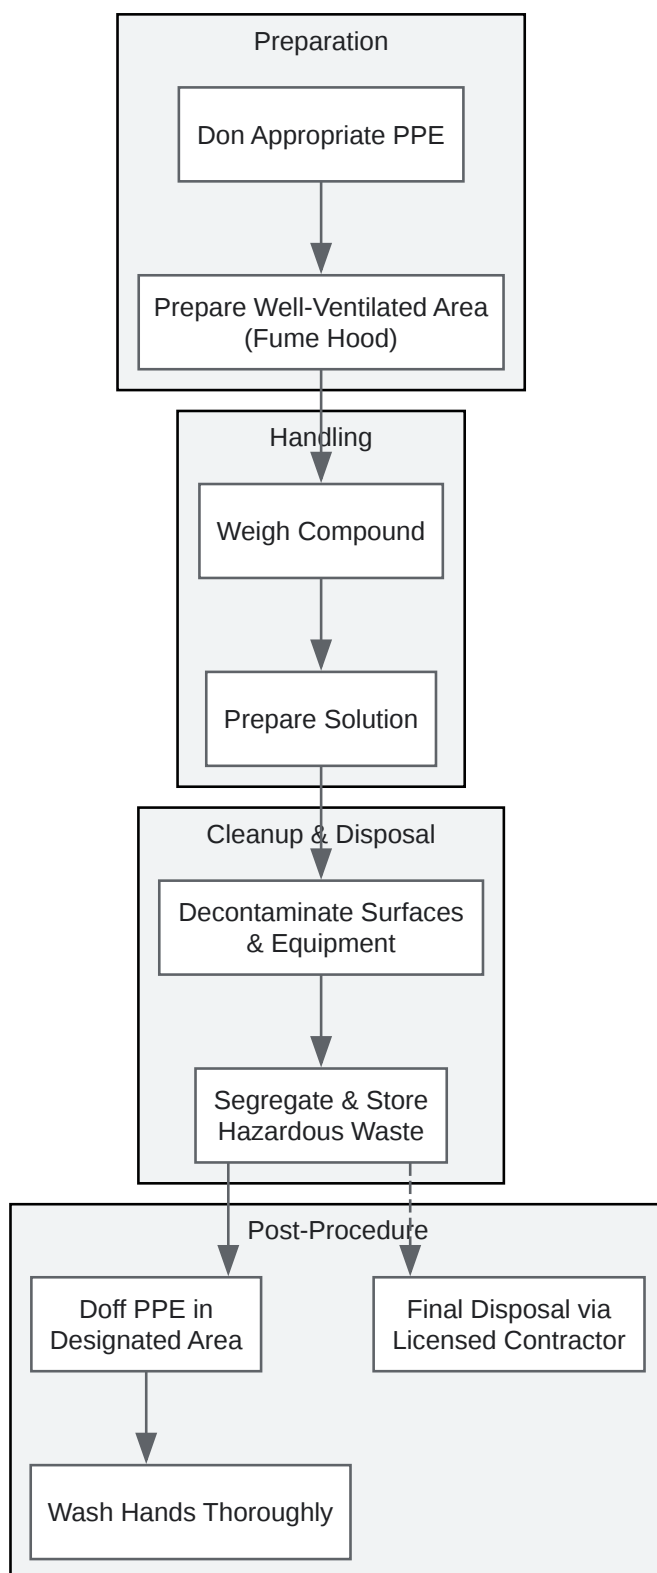 Preparation
Don Appropriate PPE
Prepare Well-Ventilated Area
(Fume Hood)
Handling
Weigh Compound
Prepare Solution
Cleanup & Disposal
Decontaminate Surfaces
& Equipment
Segregate & Store
Hazardous Waste
Post-Procedure
Doff PPE in
Designated Area
Final Disposal via
Licensed Contractor
Wash Hands Thoroughly